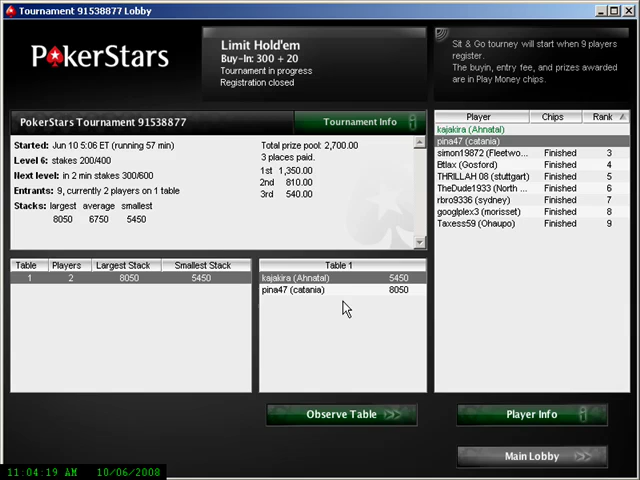 Tournament 91538877 Lobby
PokerStars
Limit Hold'em
Buy-In: 300 + 20
Tournament in progress
Registration closed
Sit & Go tourney will start when 9 players
register.
The buyin, entry fee, and prizes awarded
are in Play Money chips.
PokerStars Tournament 91538877
Tournament Info
Started: Jun 10 5:06 ET (running 57 min)
Level 6: stakes 200/400
Next level: in 2 min stakes 300/600
Entrants: 9, currently 2 players on 1 table
Stacks: largest average smallest
8050 6750 5450
Total prize pool: 2,700.00
3 places paid.
1st 1,350.00
2nd 810.00
3rd 540.00
Player Chips Rank
kajakira (Ahnatal)
pina47 (catania)
simon19872 (Fleetwo... Finished 3
Btlax (Gosford) Finished 4
THRILLAH 08 (stuttgart) Finished 5
TheDude1933 (North ... Finished 6
rbro9336 (sydney) Finished 7
googlplex3 (morisset) Finished 8
Taxess59 (Ohaupo) Finished 9
Table Players Largest Stack Smallest Stack
1 2 8050 5450
Table 1
kajakira (Ahnatal) 5450
pina47 (catania) 8050
Observe Table
Player Info
Main Lobby
11:04:19 AM 10/06/2008